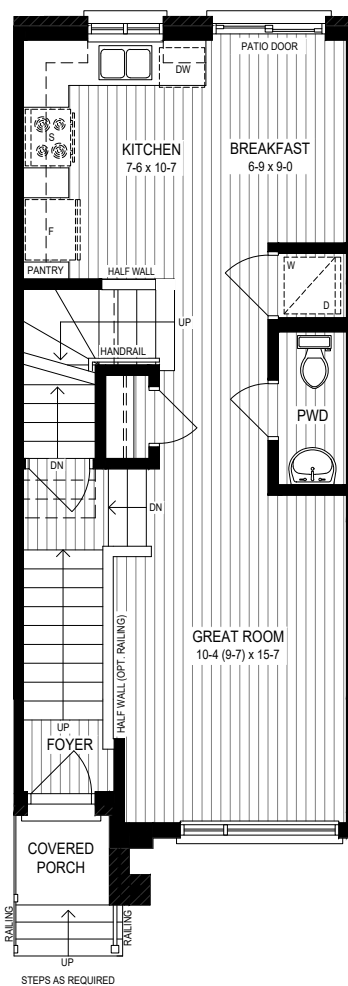 PATIO DOOR
DW
S
KITCHEN
7-6 x 10-7
BREAKFAST
6-9 x 9-0
F
PANTRY
HALF WALL
W
D
UP
HANDRAIL
PWD
DN
DN
HALF WALL (OPT. RAILING)
GREAT ROOM
10-4 (9-7) x 15-7
UP
FOYER
COVERED
PORCH
RAILING
RAILING
UP
STEPS AS REQUIRED